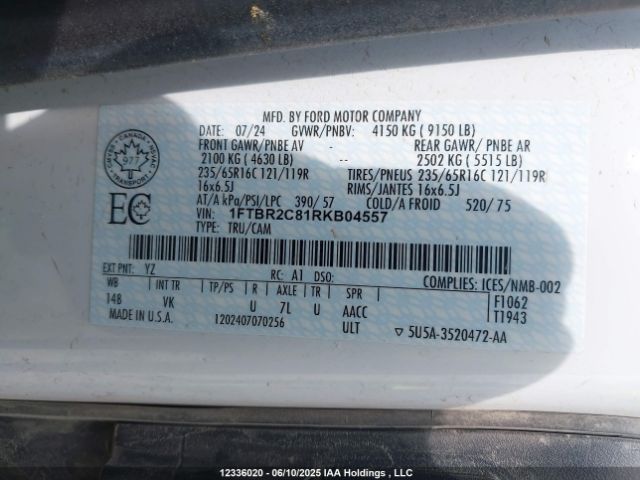 MFD. BY FORD MOTOR COMPANY
DATE: 07/24 GVWR/PNBV: 4150 KG ( 9150 LB)
FRONT GAWR/PNBE AV - REAR GAWR/ PNBE AR
2100 KG ( 4630 LB) -- 2502 KG ( 5515 LB)
235/65R16C 121/119R TIRES/PNEUS 235/65R16C 121/119R
16x6.5J RIMS/JANTES 16x6.5J
AT/A kPa/PSI/LPC 390/ 57 COLD/A FROID 520/ 75
VIN: 1FTBR2C81RKB04557
TYPE: TRU/CAM
CANADA
977
TRANSPORT
EC
EXT PNT: YZ RC: A1 DSO: COMPLIES: ICES/NMB-002
WB INT TR TP/PS R AXLE TR SPR F1062
148 VK U 7L U AACC T1943
MADE IN U.S.A. 1202407070256 ULT ▽ 5U5A-3520472-AA
12336020 - 06/10/2025 IAA Holdings , LLC